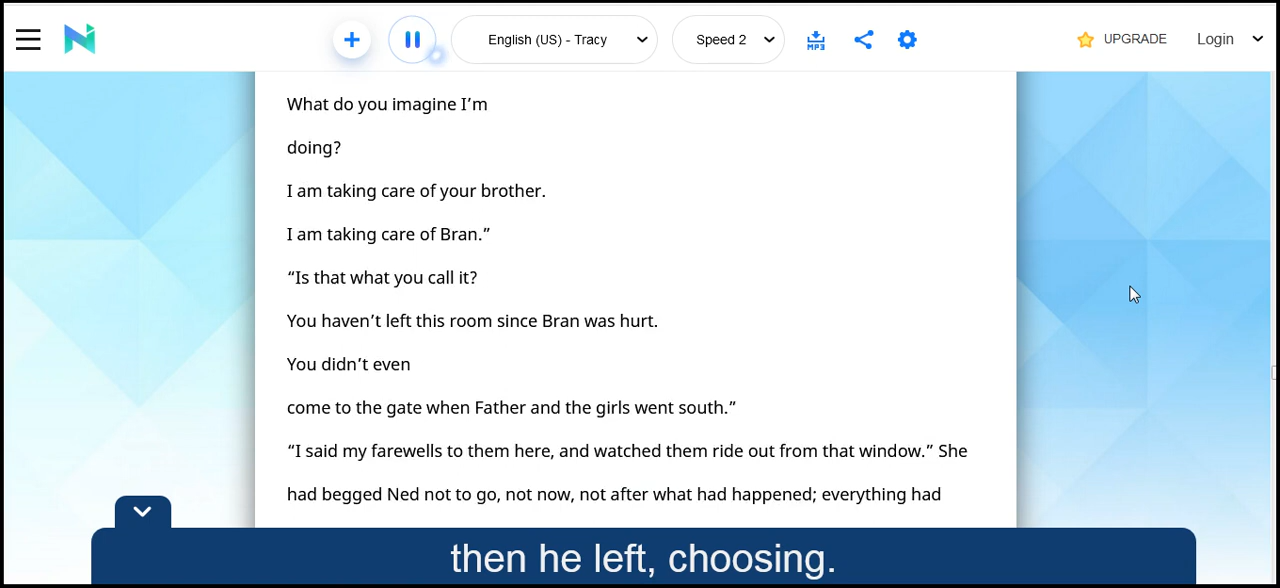 English (US) - Tracy
Speed 2
MP3
UPGRADE
Login
What do you imagine I’m
doing?
I am taking care of your brother.
I am taking care of Bran.”
“Is that what you call it?
You haven’t left this room since Bran was hurt.
You didn’t even
come to the gate when Father and the girls went south.”
“I said my farewells to them here, and watched them ride out from that window.” She
had begged Ned not to go, not now, not after what had happened; everything had
then he left, choosing.